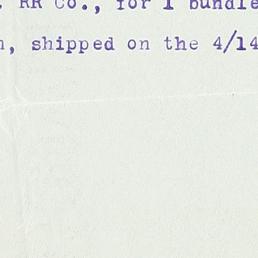 . RR Co., for 1 bundle
, shipped on the 4/14